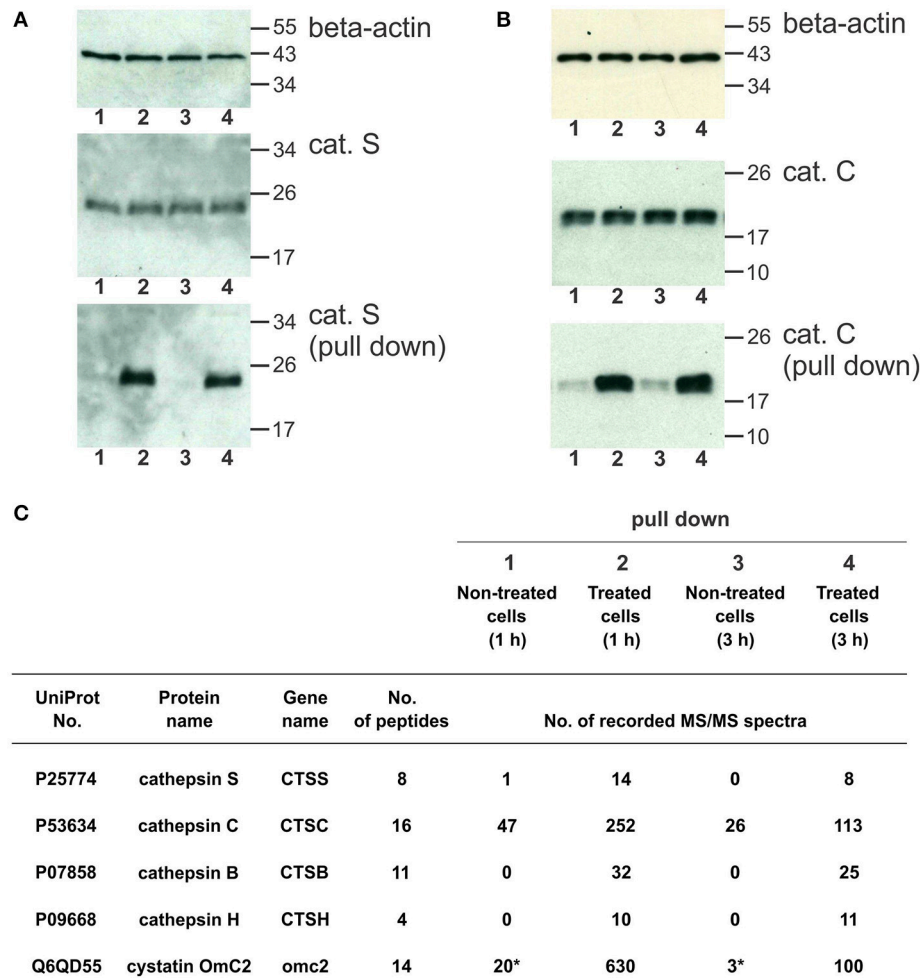 A
55 beta-actin
43
34
1 2 3 4
34 cat. S
26
17
1 2 3 4
34 cat. S
(pull down)
26
17
1 2 3 4
B
55 beta-actin
43
34
1 2 3 4
26 cat. C
17
10
1 2 3 4
26 cat. C
(pull down)
17
10
1 2 3 4
C
pull down
1 2 3 4
Non-treated Treated Non-treated Treated
cells cells cells cells
(1 h) (1 h) (3 h) (3 h)
UniProt Protein Gene No.
No. name name of peptides No. of recorded MS/MS spectra
P25774 cathepsin S CTSS 8 1 14 0 8
P53634 cathepsin C CTSC 16 47 252 26 113
P07858 cathepsin B CTSB 11 0 32 0 25
P09668 cathepsin H CTSH 4 0 10 0 11
Q6QD55 cystatin OmC2 omc2 14 20* 630 3* 100